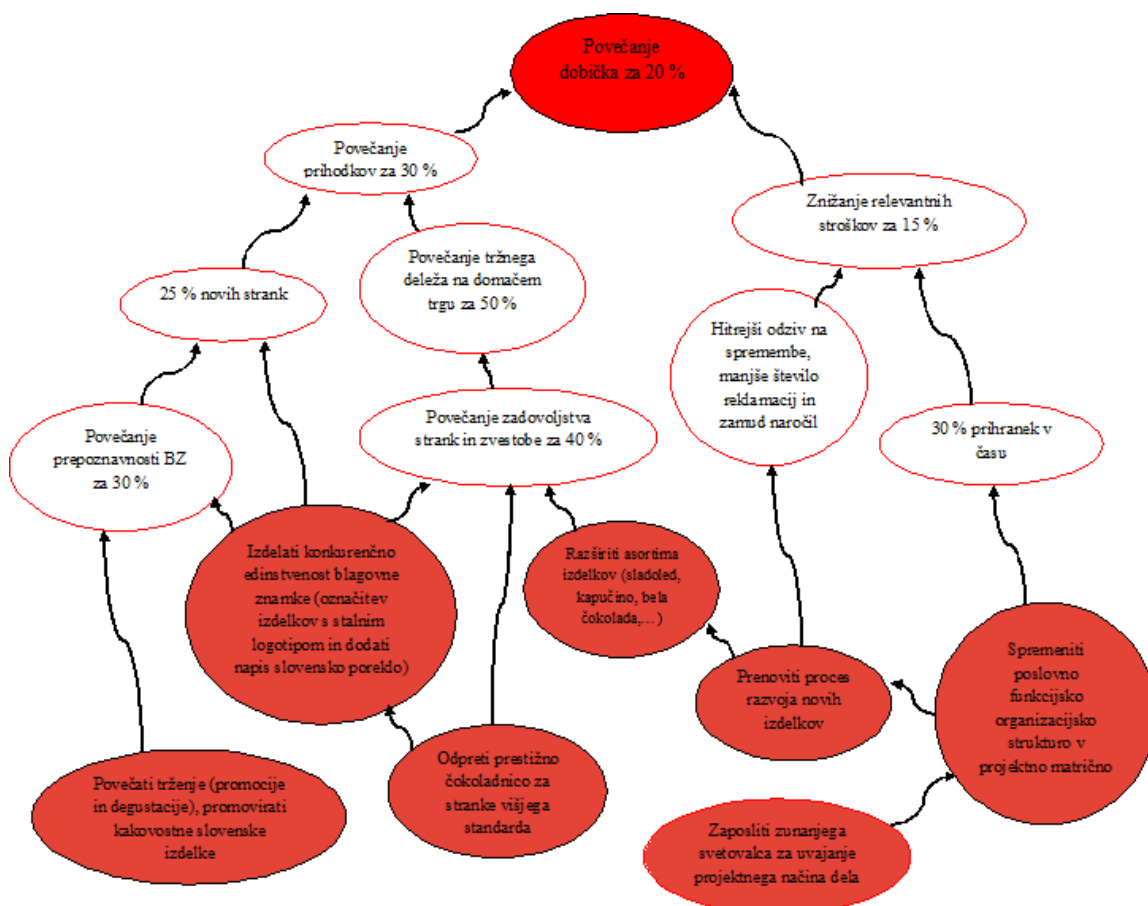 Povečanje
dobička za 20 %
Povečanje
prihodkov za 30 %
Znižanje relevantnih
stroškov za 15 %
Povečanje tržnega
deleža na domačem
trgu za 50 %
25 % novih strank
Hitrejši odziv na
spremembe,
manjše število
reklamacij in
zamud naročil
Povečanje zadovoljstva
strank in zvestobe za 40 %
30 % prihranek v
času
Povečanje
prepoznavnosti BZ
za 30 %
Izdelati konkurenčno
edinstvenost blagovne
znamke (označitev
izdelkov s stalnim
logotipom in dodati
napis slovensko poreklo)
Razširiti asortima
izdelkov (sladoled,
kapučino, bela
čokolada,…)
Prenoviti proces
razvoja novih
izdelkov
Spremeniti
poslovno
funkcijsko
organizacijsko
strukturo v
projektno matrično
Povečati trženje (promocije
in degustacije), promovirati
kakovostne slovenske
izdelke
Odpreti prestižno
čokoladnico za
stranke višjega
standarda
Zaposliti zunanjega
svetovalca za uvajanje
projektnega načina dela